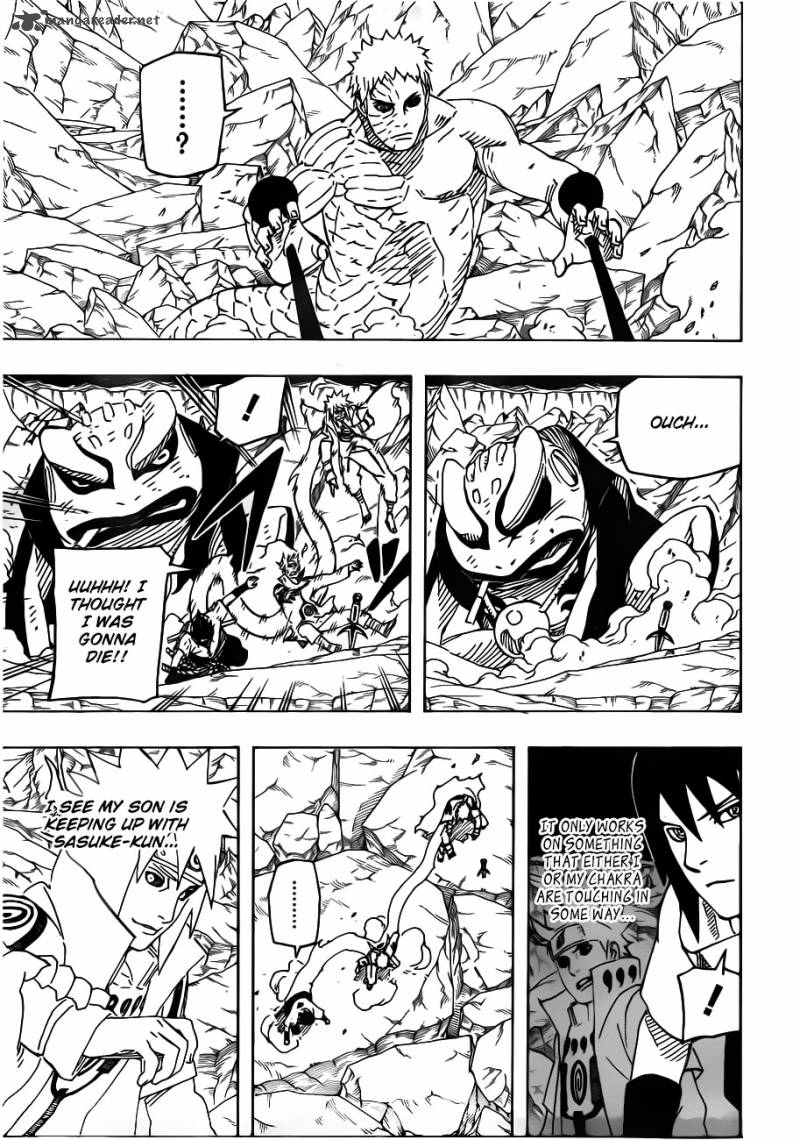 mangareader.net
.......?
OUCH...
!
UUHHH! I
THOUGHT
I WAS
GONNA
DIE!!
IT ONLY WORKS
ON SOMETHING
THAT EITHER I
OR MY CHAKRA
ARE TOUCHING IN
SOME WAY...
!
........
I SEE MY SON IS
KEEPING UP WITH
SASUKE-KUN...